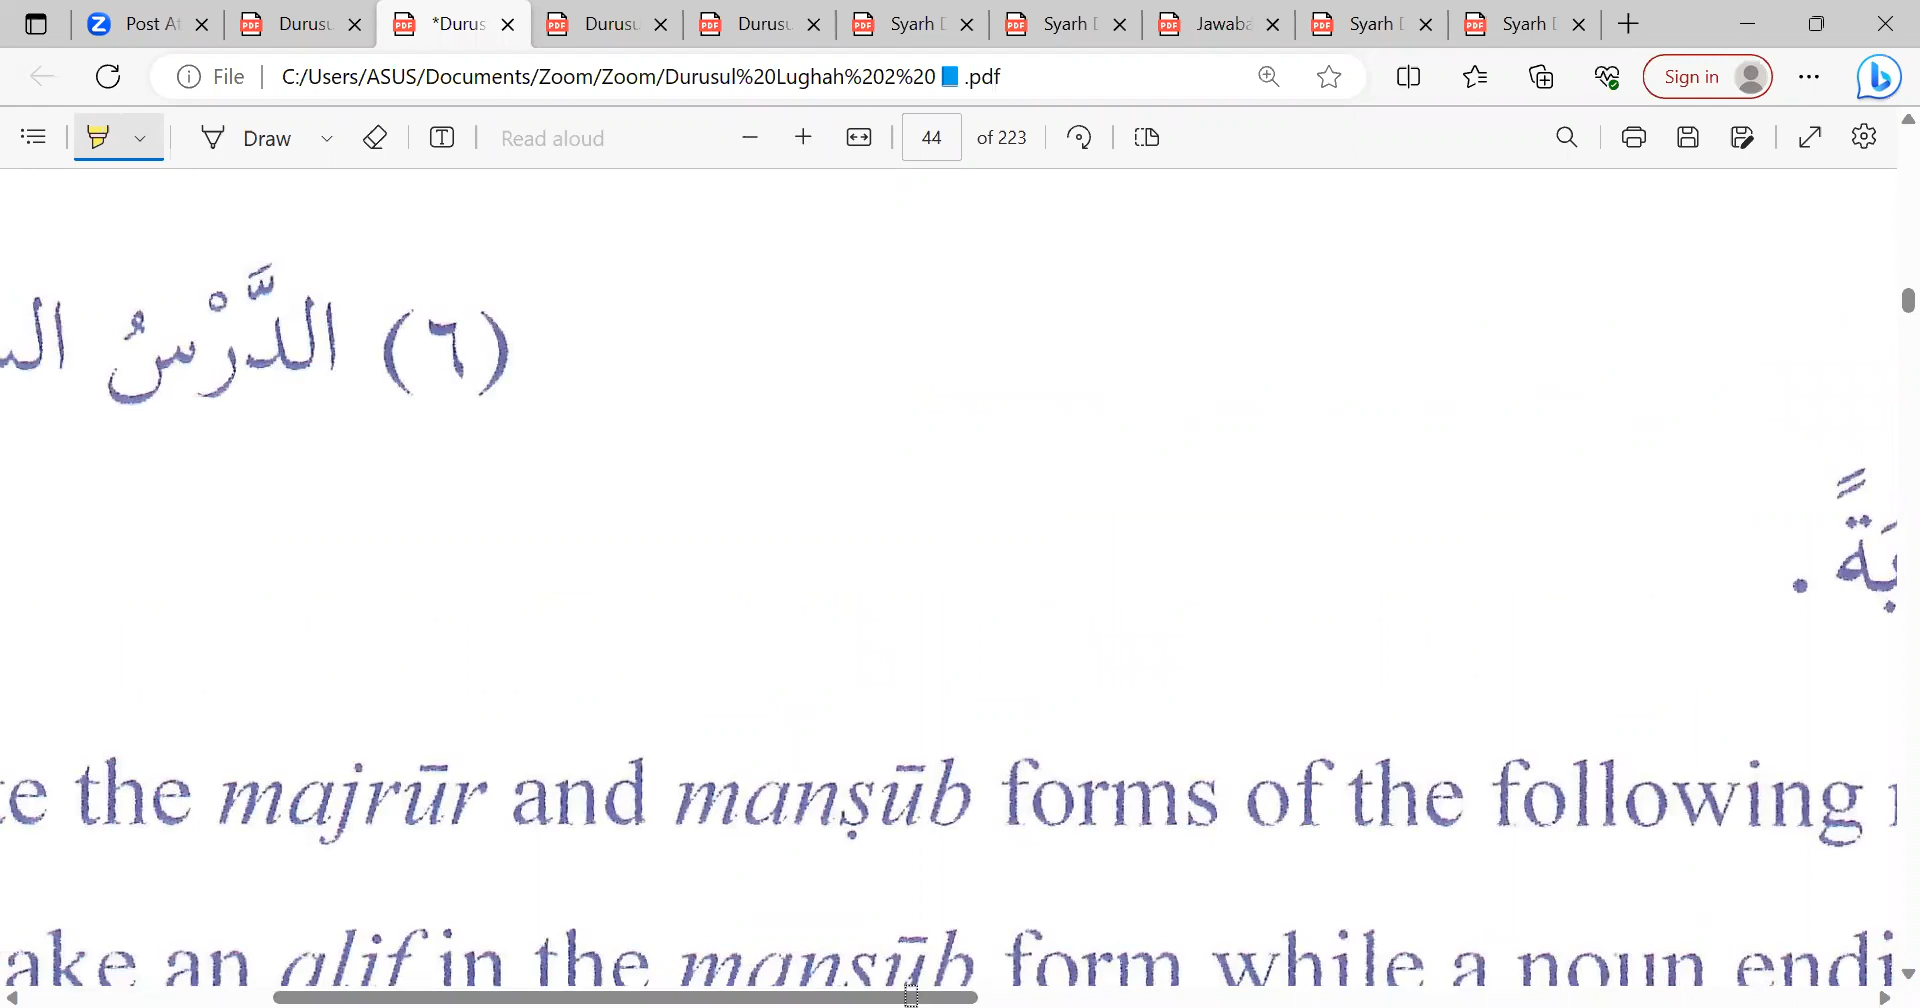 Post At Durusu *Durus Durusu Durusu Syarh D Syarh D Jawaba Syarh D Syarh D
File C:/Users/ASUS/Documents/Zoom/Zoom/Durusul%20Lughah%202%20📘.pdf Sign in
Draw Read aloud 44 of 223
(٦) الدَّرْسُ
.
the majrūr and manṣūb forms of the following
an alif in the manṣūb form while a noun